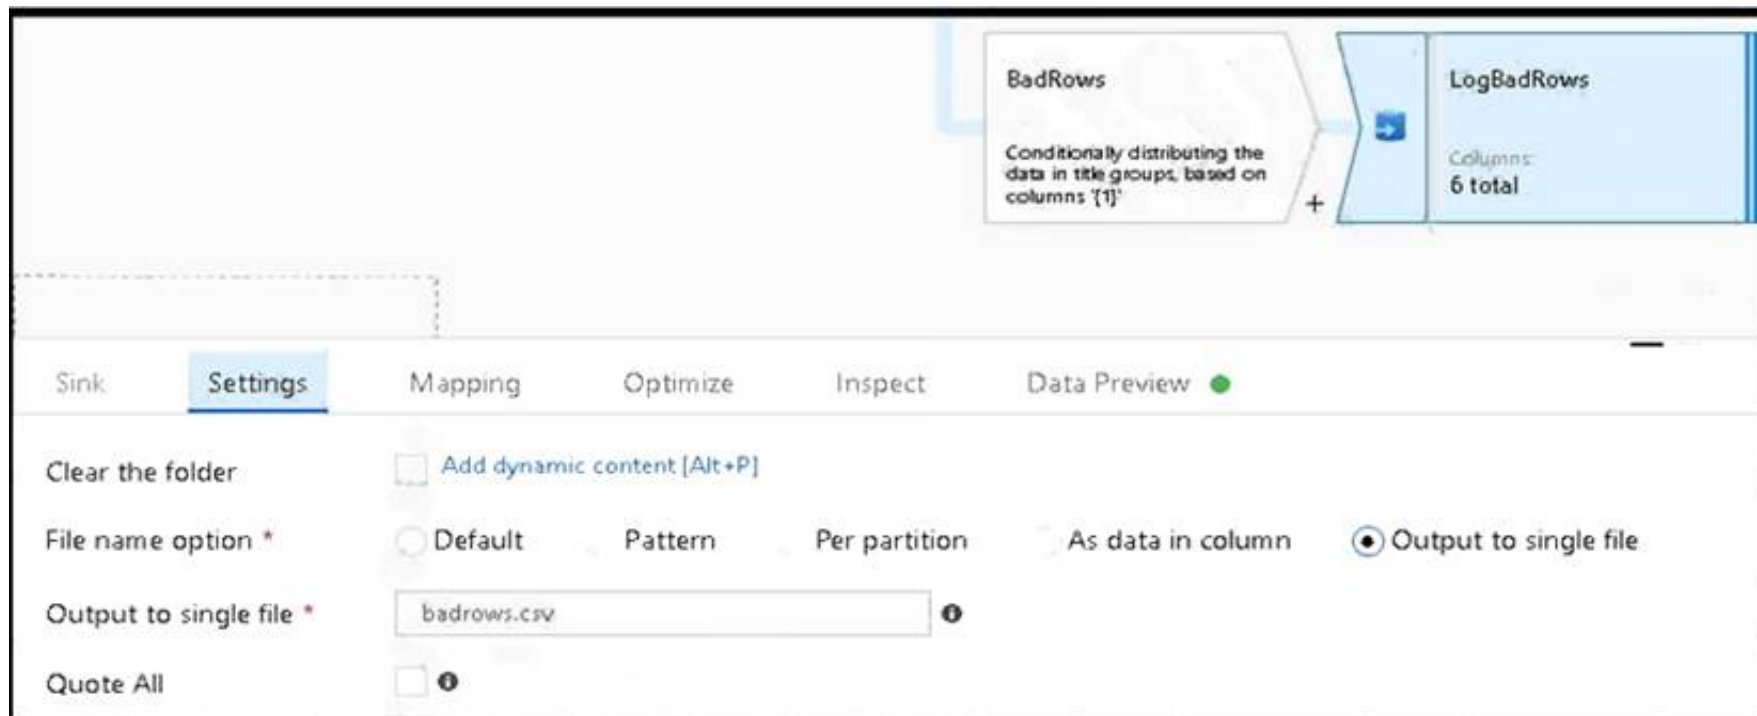 BadRows
Conditionally distributing the
data in title groups, based on
columns '{1}'
+
LogBadRows
Columns:
6 total
Sink Settings Mapping Optimize Inspect Data Preview
Clear the folder Add dynamic content [Alt+P]
File name option * Default Pattern Per partition As data in column Output to single file
Output to single file * badrows.csv
Quote All